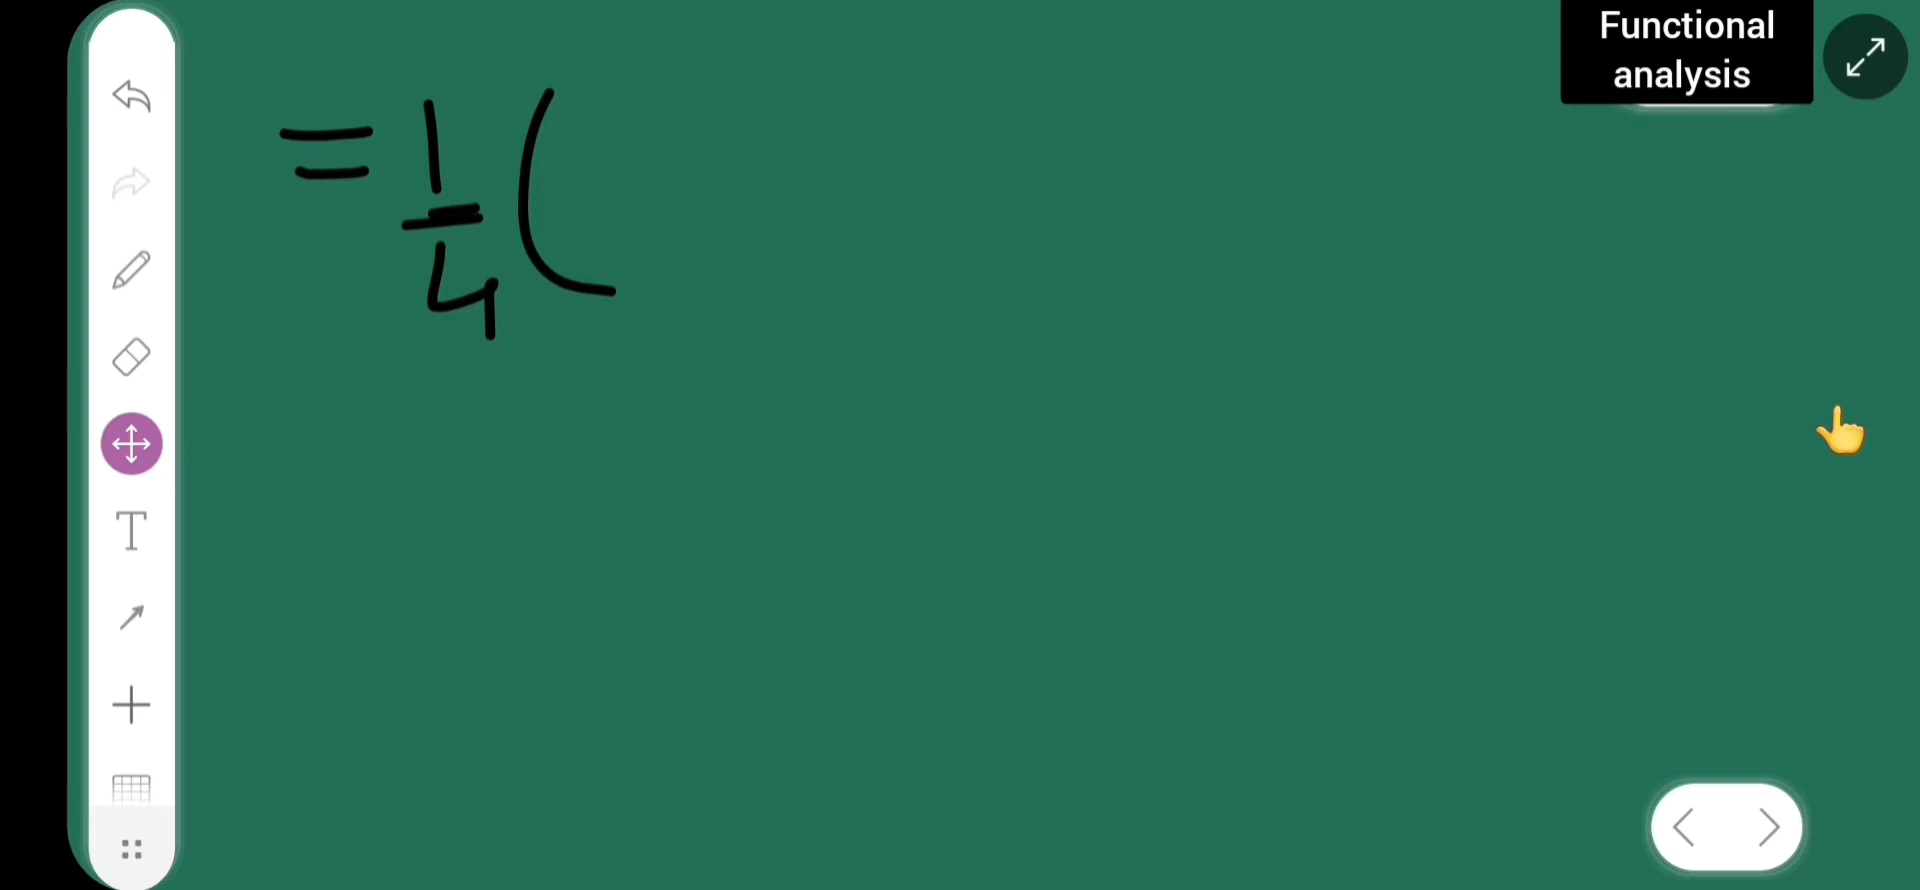 Functional
analysis
= 1/4 (
T